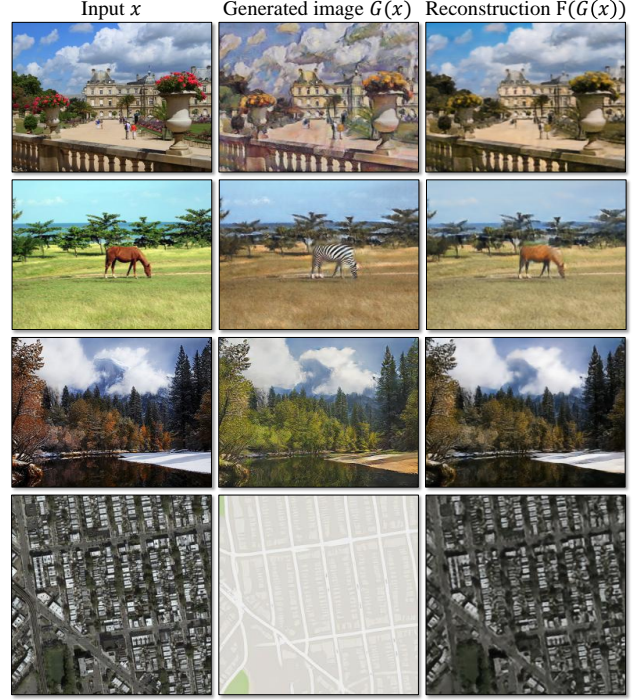 Input x
Generated image G(x)
Reconstruction F(G(x))